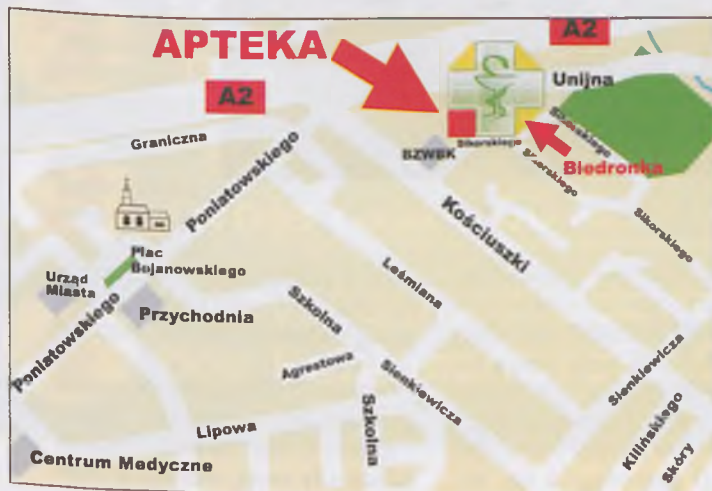 APTEKA
A2
A2
Unijna
Graniczna
Sikorskiego
Sikorskiego
BZWBK
Biedronka
Sikorskiego
Poniatowskiego
Kościuszki
Sikorskiego
Plac
Bojanowskiego
Urząd
Miasta
Leśmiana
Przychodnia
Szkolna
Poniatowskiego
Agrestowa
Sienkiewicza
Sienkiewicza
Szkolna
Lipowa
Kilińskiego
Skóry
Centrum Medyczne